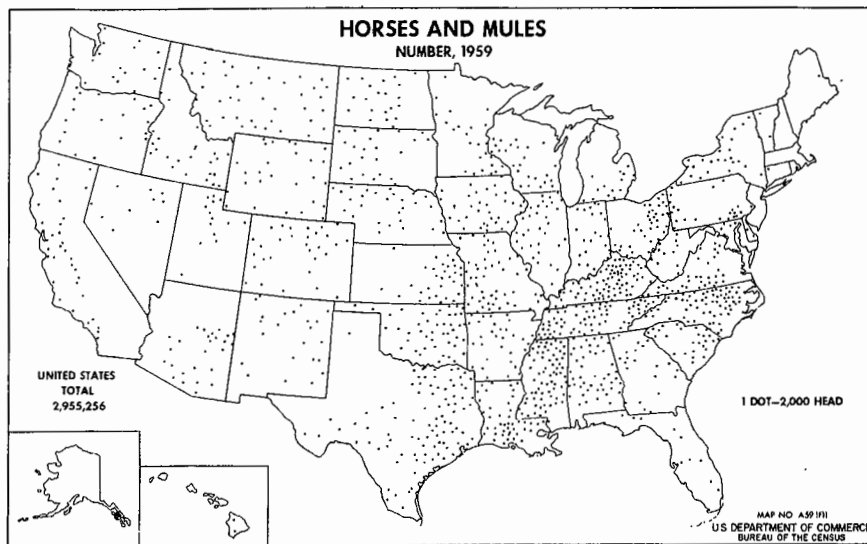 HORSES AND MULES
NUMBER, 1959
UNITED STATES
TOTAL
2,955,256
1 DOT—2,000 HEAD
MAP NO A59 1F11
U S DEPARTMENT OF COMMERCE
BUREAU OF THE CENSUS